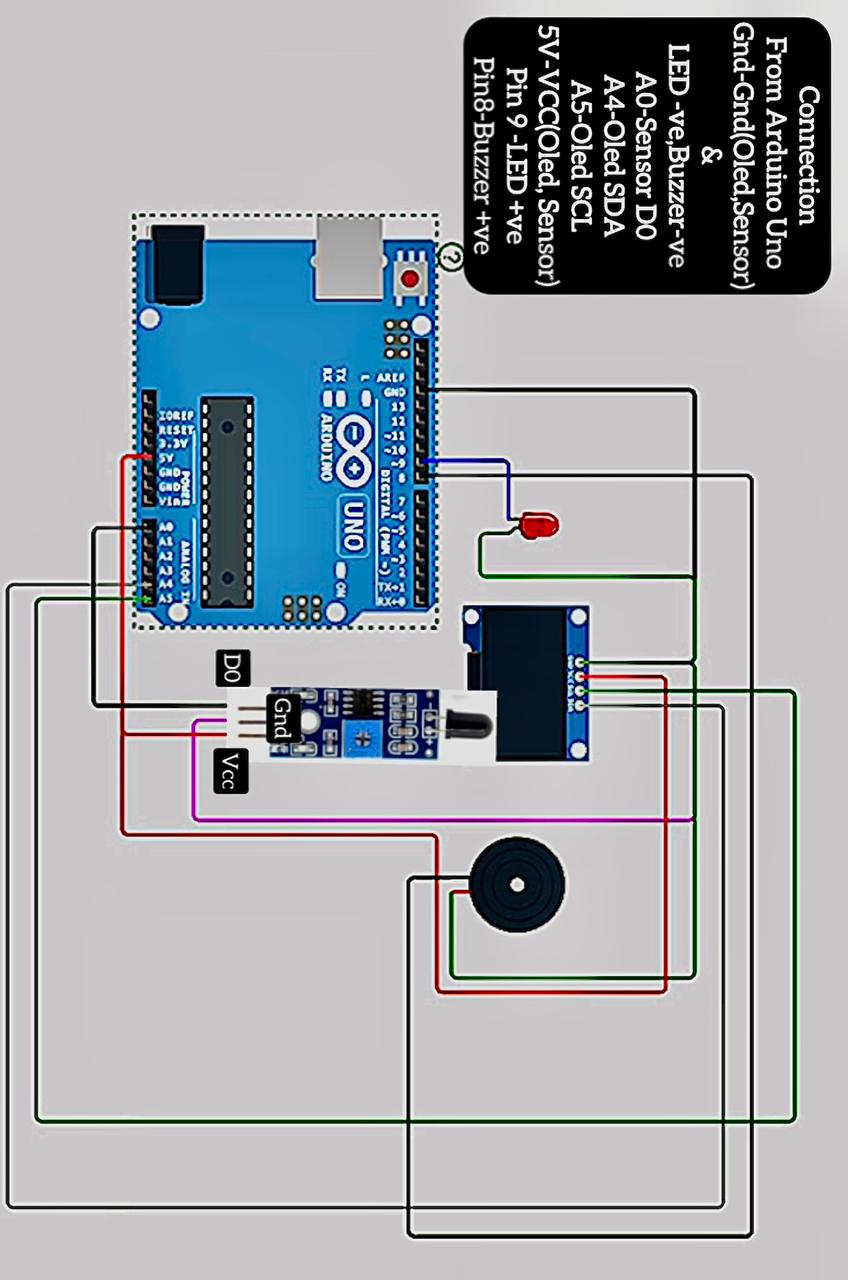 Connection
From Arduino Uno
Gnd-Gnd(Oled,Sensor)
&
LED -ve,Buzzer-ve
A0-Sensor D0
A4-Oled SDA
A5-Oled SCL
5V-VCC(Oled, Sensor)
Pin 9 -LED +ve
Pin8-Buzzer +ve
?
AREF
GND
13
12
~11
~10
~9
8
7
~6
~5
4
~3
2
TX→1
RX←0
DIGITAL (PWM ~)
L
TX
RX
ARDUINO
UNO
ON
IOREF
RESET
3.3V
5V
GND
GND
Vin
POWER
A0
A1
A2
A3
A4
A5
ANALOG IN
D0
Gnd
Vcc